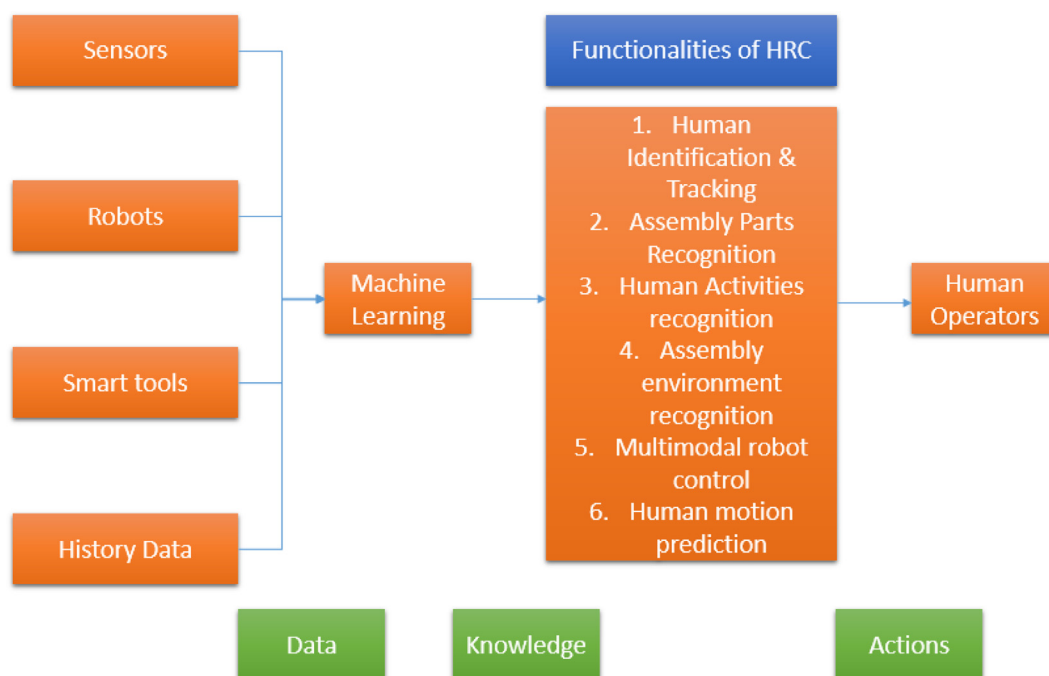 Sensors
Robots
Smart tools
History Data
Machine
Learning
Functionalities of HRC
1. Human
Identification &
Tracking
2. Assembly Parts
Recognition
3. Human Activities
recognition
4. Assembly
environment
recognition
5. Multimodal robot
control
6. Human motion
prediction
Human
Operators
Data
Knowledge
Actions